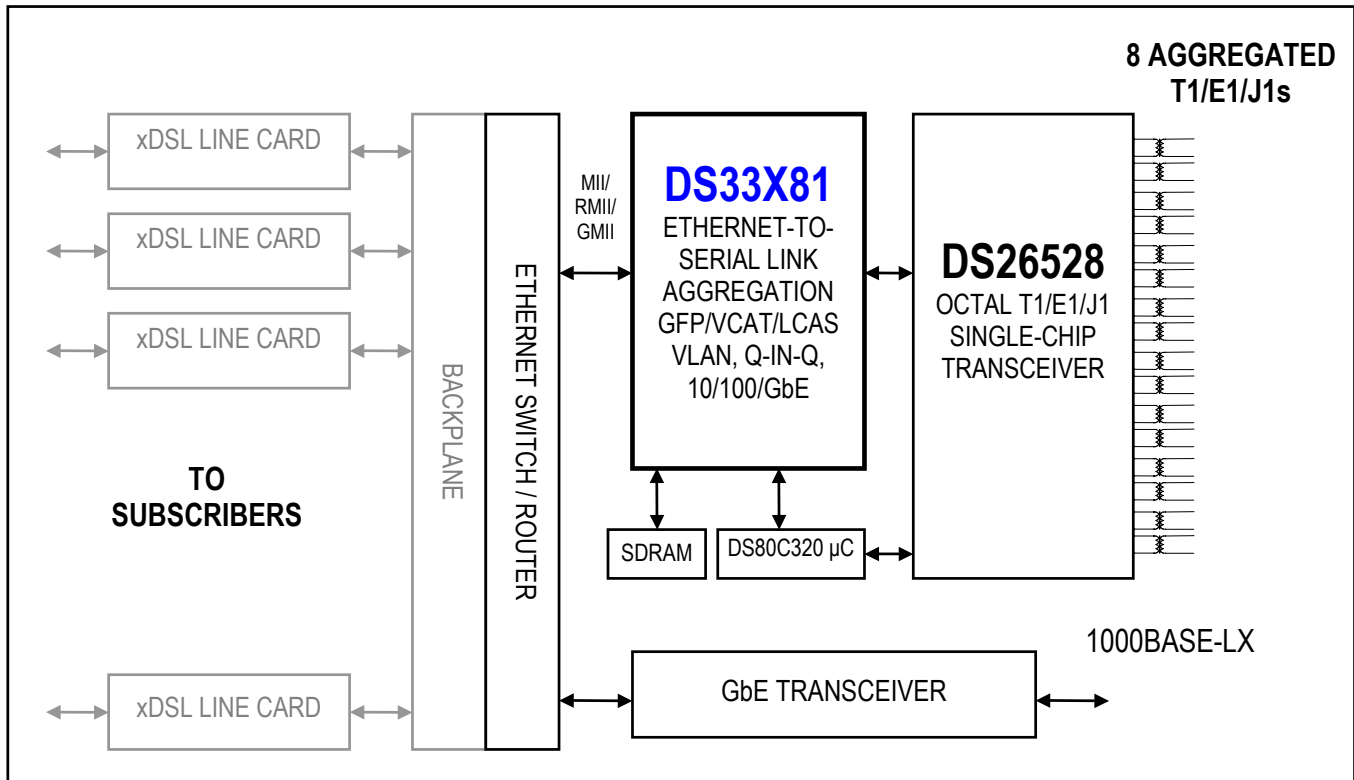 8 AGGREGATED
T1/E1/J1s
xDSL LINE CARD
xDSL LINE CARD
xDSL LINE CARD
TO
SUBSCRIBERS
xDSL LINE CARD
BACKPLANE
ETHERNET SWITCH / ROUTER
MII/
RMII/
GMII
DS33X81
ETHERNET-TO-
SERIAL LINK
AGGREGATION
GFP/VCAT/LCAS
VLAN, Q-IN-Q,
10/100/GbE
SDRAM
DS80C320 µC
DS26528
OCTAL T1/E1/J1
SINGLE-CHIP
TRANSCEIVER
1000BASE-LX
GbE TRANSCEIVER